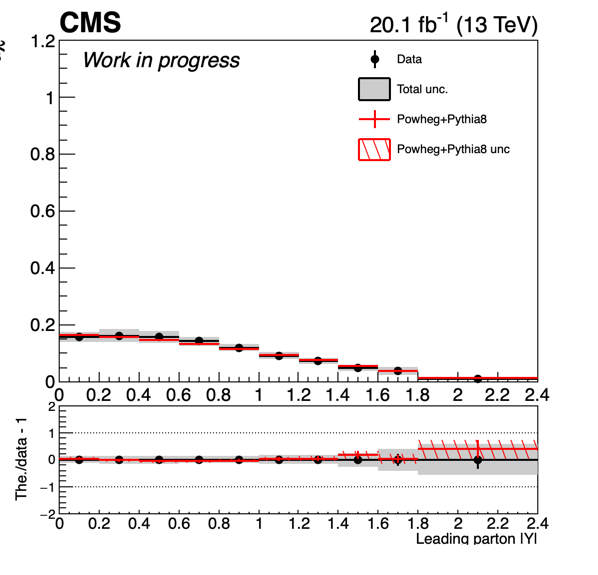 CMS
20.1 fb⁻¹ (13 TeV)
Work in progress
Data
Total unc.
Powheg+Pythia8
Powheg+Pythia8 unc
1.2
1
0.8
0.6
0.4
0.2
0
0 0.2 0.4 0.6 0.8 1 1.2 1.4 1.6 1.8 2 2.2 2.4
The./data - 1
2
1
0
−1
−2
0 0.2 0.4 0.6 0.8 1 1.2 1.4 1.6 1.8 2 2.2 2.4
Leading parton |Y|